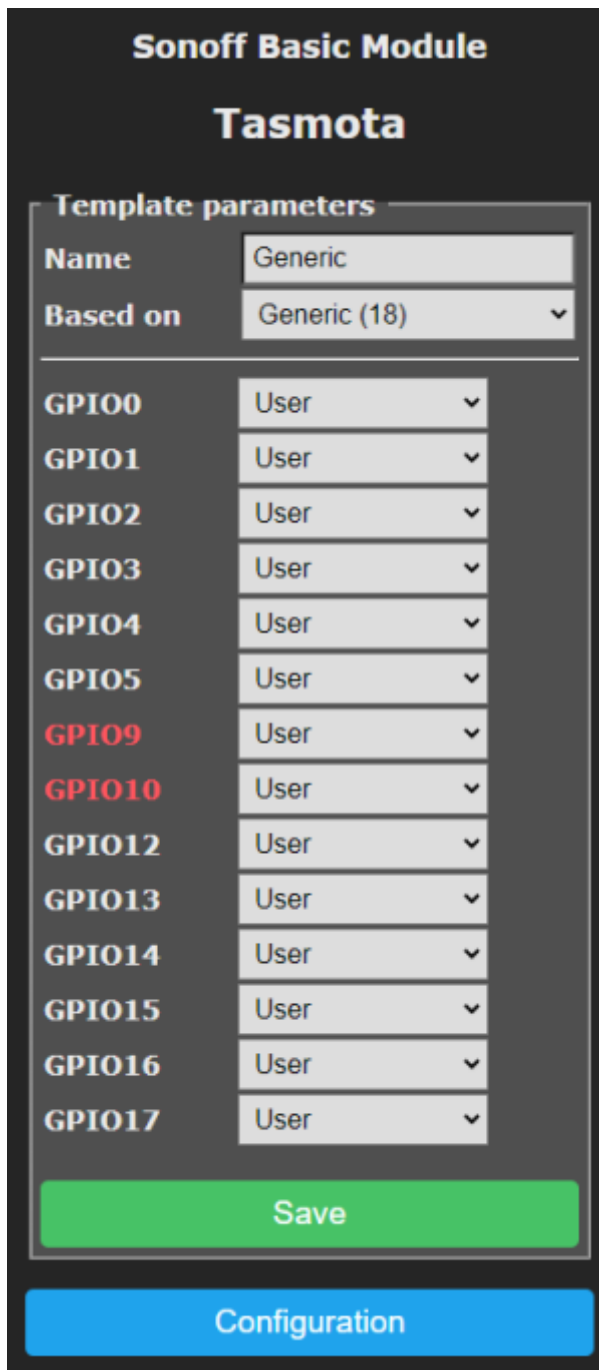 Sonoff Basic Module
Tasmota
Template parameters
Name Generic
Based on Generic (18)
GPIO0 User
GPIO1 User
GPIO2 User
GPIO3 User
GPIO4 User
GPIO5 User
GPIO9 User
GPIO10 User
GPIO12 User
GPIO13 User
GPIO14 User
GPIO15 User
GPIO16 User
GPIO17 User
Save
Configuration